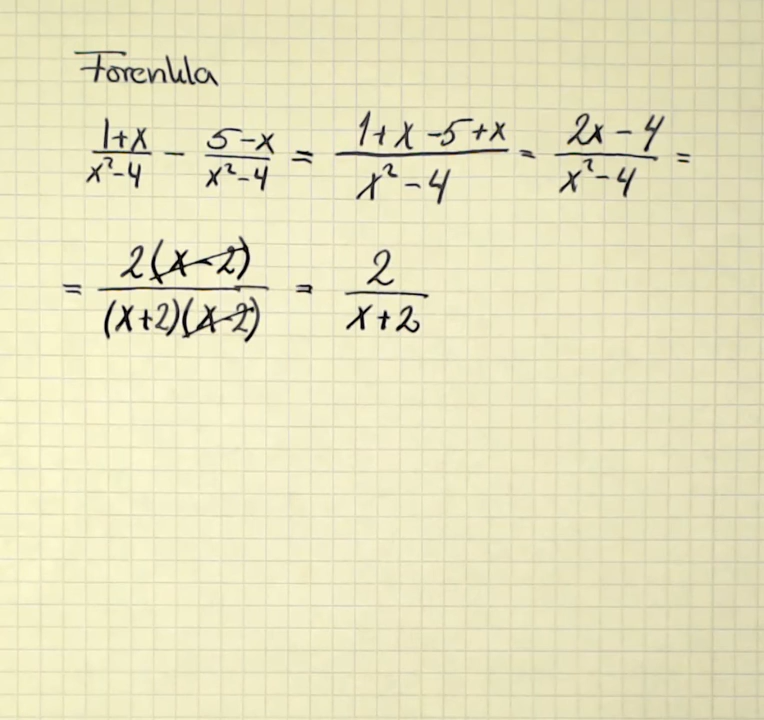 Förenkla
(1+x)/(x²-4) - (5-x)/(x²-4) = (1+x-5+x)/(x²-4) = (2x-4)/(x²-4) =
= 2(x-2)/((x+2)(x-2)) = 2/(x+2)